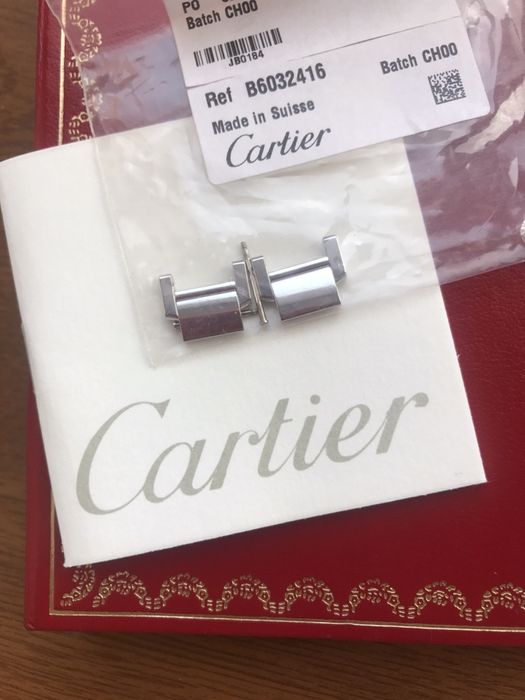 PO
Batch CH00
JB0184
Ref B6032416 Batch CH00
Made in Suisse
Cartier
Cartier